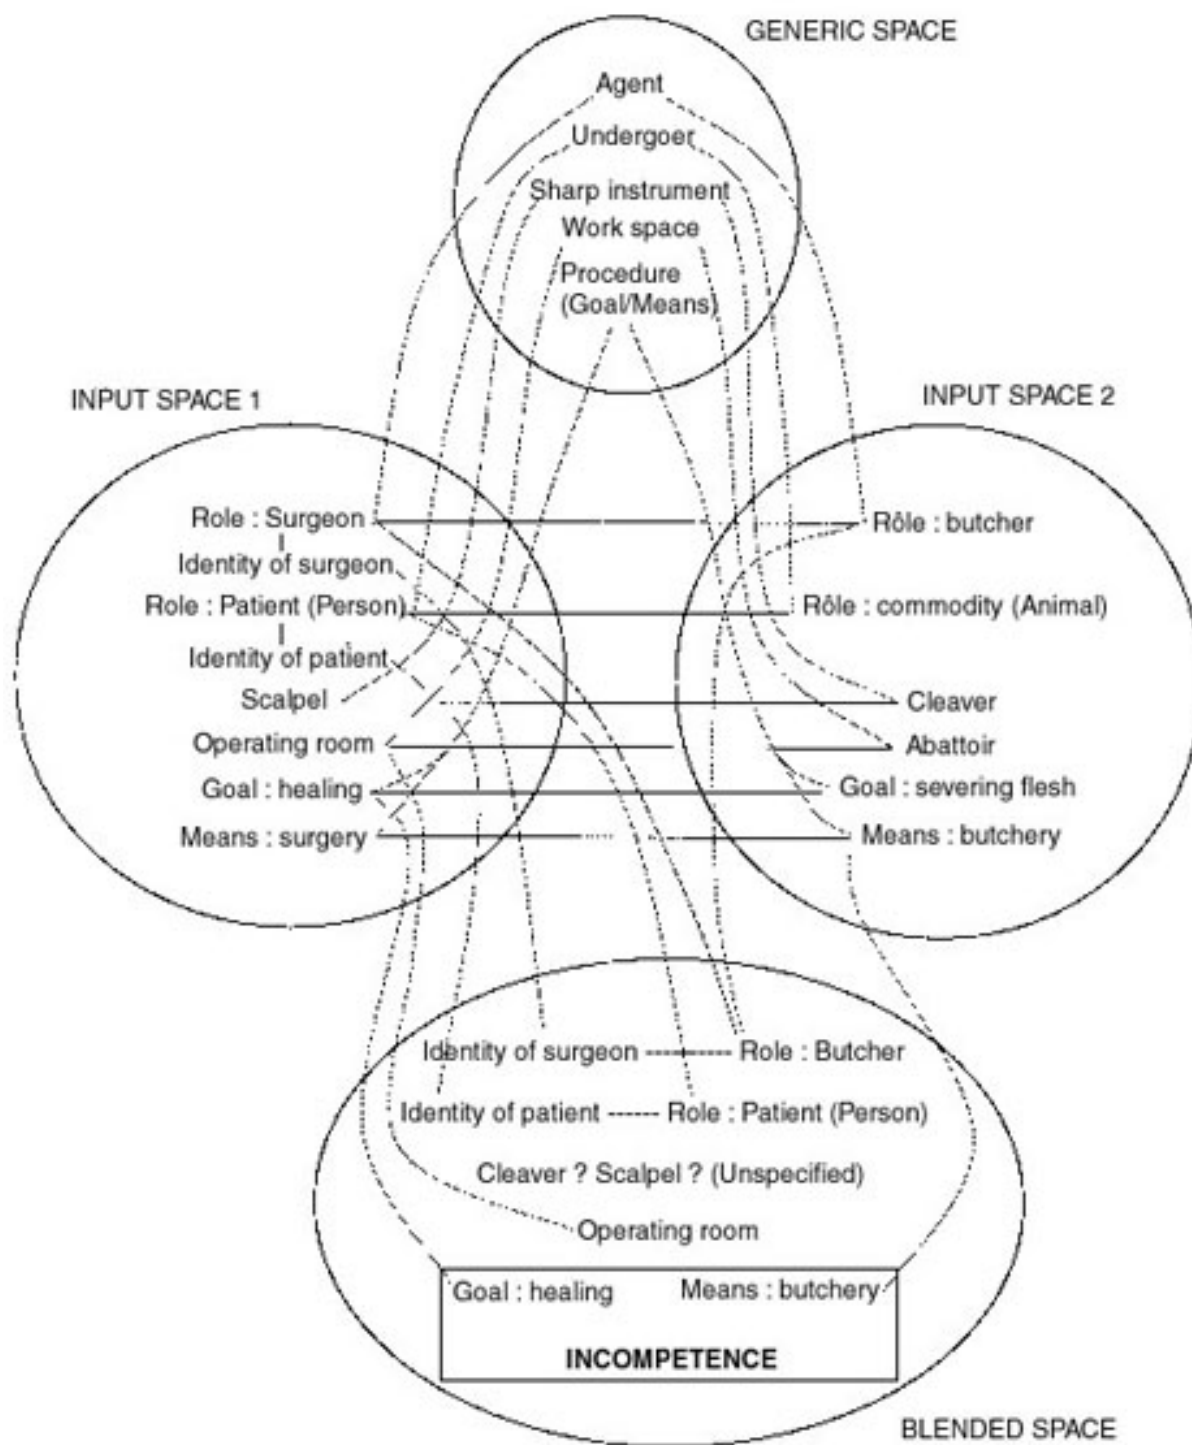 GENERIC SPACE
Agent
Undergoer
Sharp instrument
Work space
Procedure
(Goal/Means)
INPUT SPACE 1
Role : Surgeon
Identity of surgeon
Role : Patient (Person)
Identity of patient
Scalpel
Operating room
Goal : healing
Means : surgery
INPUT SPACE 2
Rôle : butcher
Rôle : commodity (Animal)
Cleaver
Abattoir
Goal : severing flesh
Means : butchery
Identity of surgeon
Role : Butcher
Identity of patient
Role : Patient (Person)
Cleaver ? Scalpel ? (Unspecified)
Operating room
Goal : healing
Means : butchery
INCOMPETENCE
BLENDED SPACE